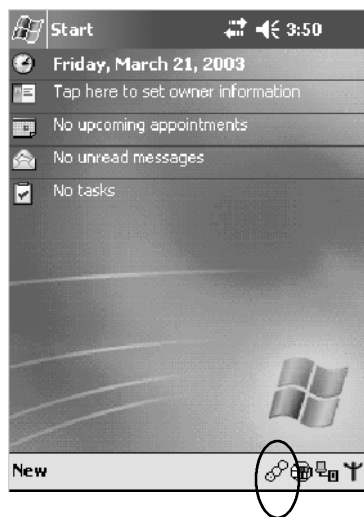 Start 3:50
Friday, March 21, 2003
Tap here to set owner information
No upcoming appointments
No unread messages
No tasks
New